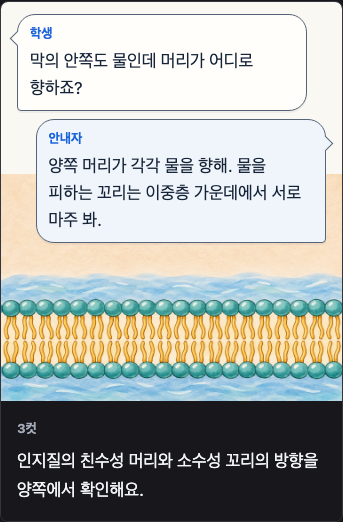 학생
막의 안쪽도 물인데 머리가 어디로
향하죠?
안내자
양쪽 머리가 각각 물을 향해. 물을
피하는 꼬리는 이중층 가운데에서 서로
마주 봐.
3컷
인지질의 친수성 머리와 소수성 꼬리의 방향을
양쪽에서 확인해요.